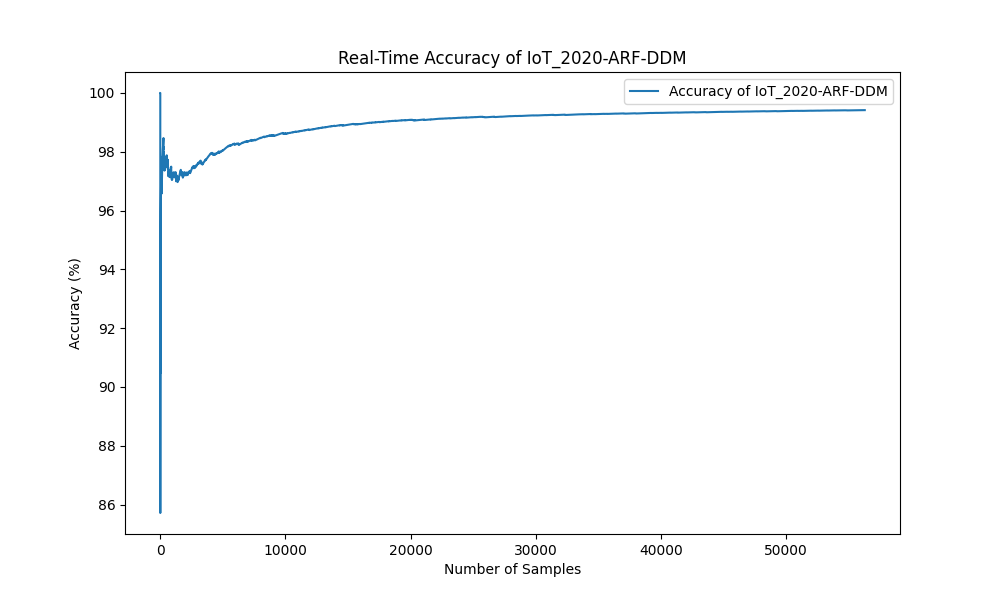 Real-Time Accuracy of IoT_2020-ARF-DDM
Accuracy of IoT_2020-ARF-DDM
100
98
96
94
92
90
88
86
Accuracy (%)
0 10000 20000 30000 40000 50000
Number of Samples